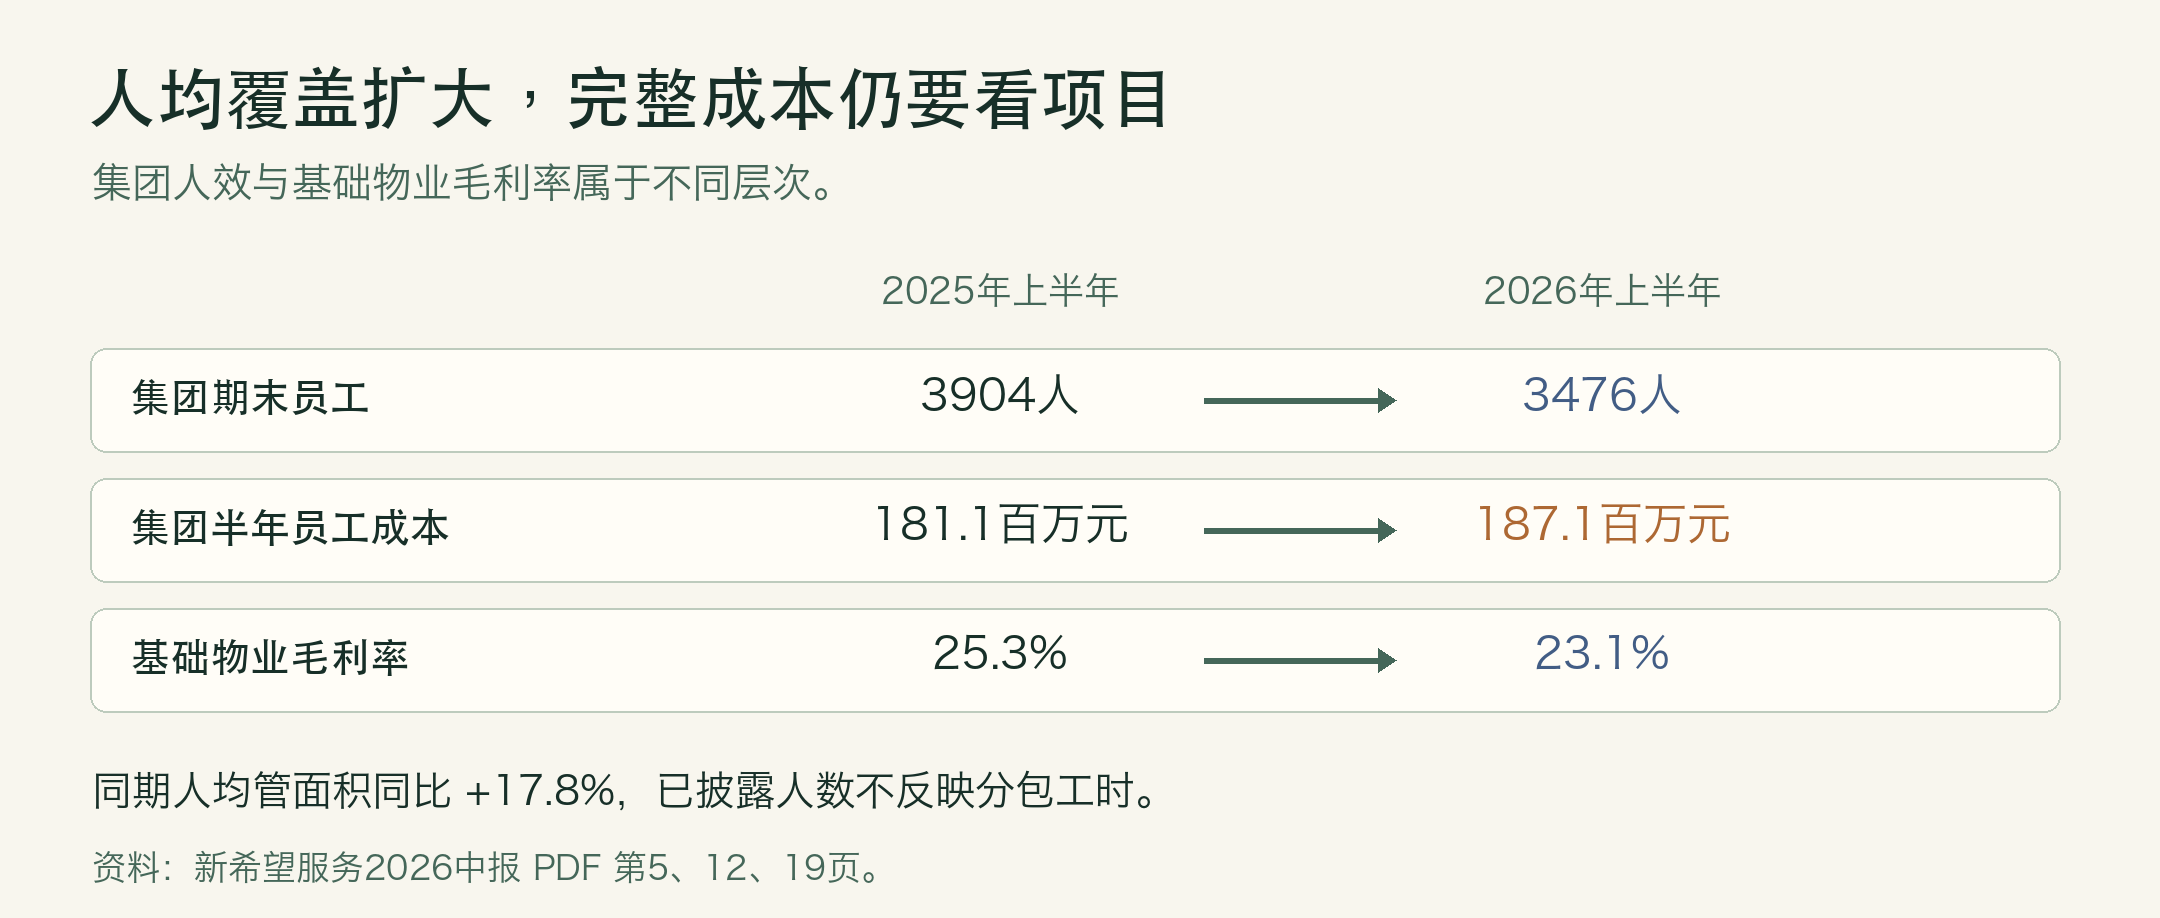 人均覆盖扩大，完整成本仍要看项目
集团人效与基础物业毛利率属于不同层次。
2025年上半年 2026年上半年
集团期末员工 3904人 3476人
集团半年员工成本 181.1百万元 187.1百万元
基础物业毛利率 25.3% 23.1%
同期人均管面积同比 +17.8%，已披露人数不反映分包工时。
资料：新希望服务2026中报 PDF 第5、12、19页。